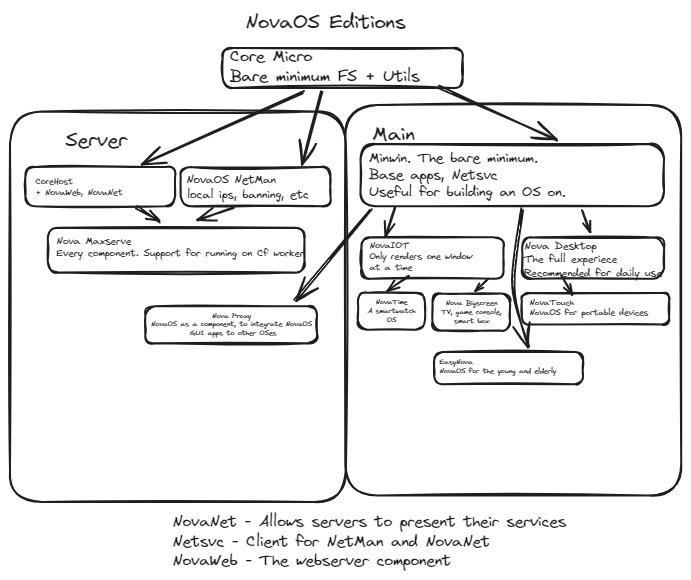 NovaOS Editions
Core Micro
Bare minimum FS + Utils
Server
CoreHost
+ NovaWeb, NovaNet
NovaOS NetMan
local ips, banning, etc
Nova Maxserve
Every component. Support for running on Cf worker
Nova Proxy
NovaOS as a component, to integrate NovaOS
GUI apps to other OSes
Main
Minwin. The bare minimum.
Base apps, Netsvc
Useful for building an OS on.
NovaIOT
Only renders one window
at a time
Nova Desktop
The full experiece
Recommended for daily use
NovaTime
A smartwatch
OS
Nova Bigscreen
TV, game console,
smart box
NovaTouch
NovaOS for portable devices
EasyNova
NovaOS for the young and elderly
NovaNet - Allows servers to present their services
Netsvc - Client for NetMan and NovaNet
NovaWeb - The webserver component